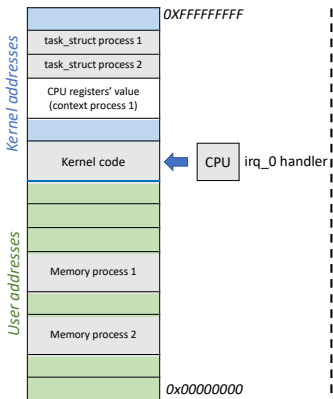 0XFFFFFFFFF
task_struct process 1
task_struct process 2
CPU registers' value
(context process 1)
Kernel addresses
Kernel code
CPU
irq_0 handler
User addresses
Memory process 1
Memory process 2
0x00000000